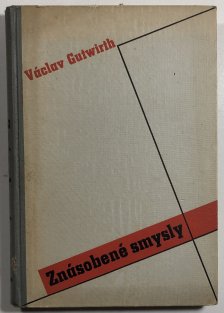 Václav Gutwirth
Znásobené smysly